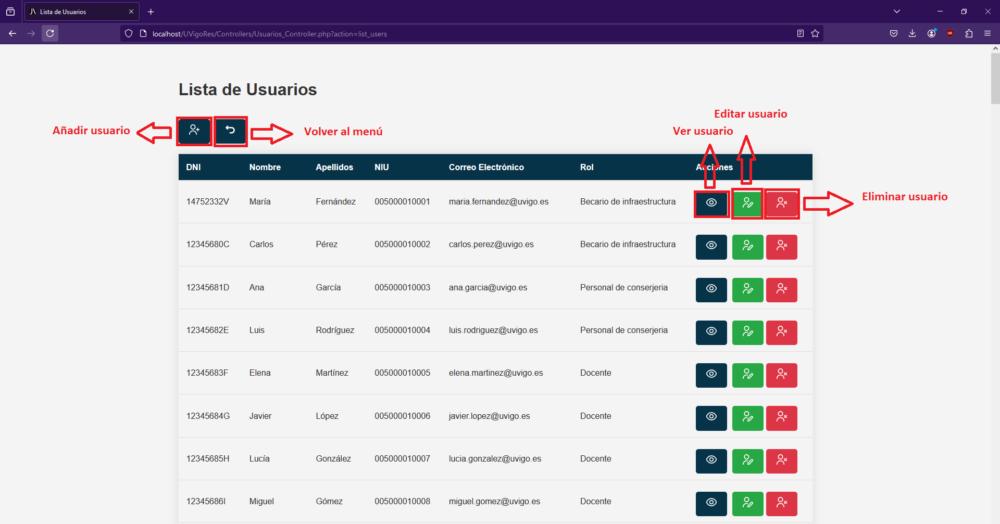 Lista de Usuarios
localhost/UVigoRes/Controllers/Usuarios_Controller.php?action=list_users
Lista de Usuarios
Editar usuario
Añadir usuario
Volver al menú
Ver usuario
DNI Nombre Apellidos NIU Correo Electrónico Rol Acciones
14752332V María Fernández 005000010001 maria.fernandez@uvigo.es Becario de infraestructura
Eliminar usuario
12345680C Carlos Pérez 005000010002 carlos.perez@uvigo.es Becario de infraestructura
12345681D Ana García 005000010003 ana.garcia@uvigo.es Personal de conserjeria
12345682E Luis Rodríguez 005000010004 luis.rodriguez@uvigo.es Personal de conserjeria
12345683F Elena Martínez 005000010005 elena.martinez@uvigo.es Docente
12345684G Javier López 005000010006 javier.lopez@uvigo.es Docente
12345685H Lucía González 005000010007 lucia.gonzalez@uvigo.es Docente
12345686I Miguel Gómez 005000010008 miguel.gomez@uvigo.es Docente